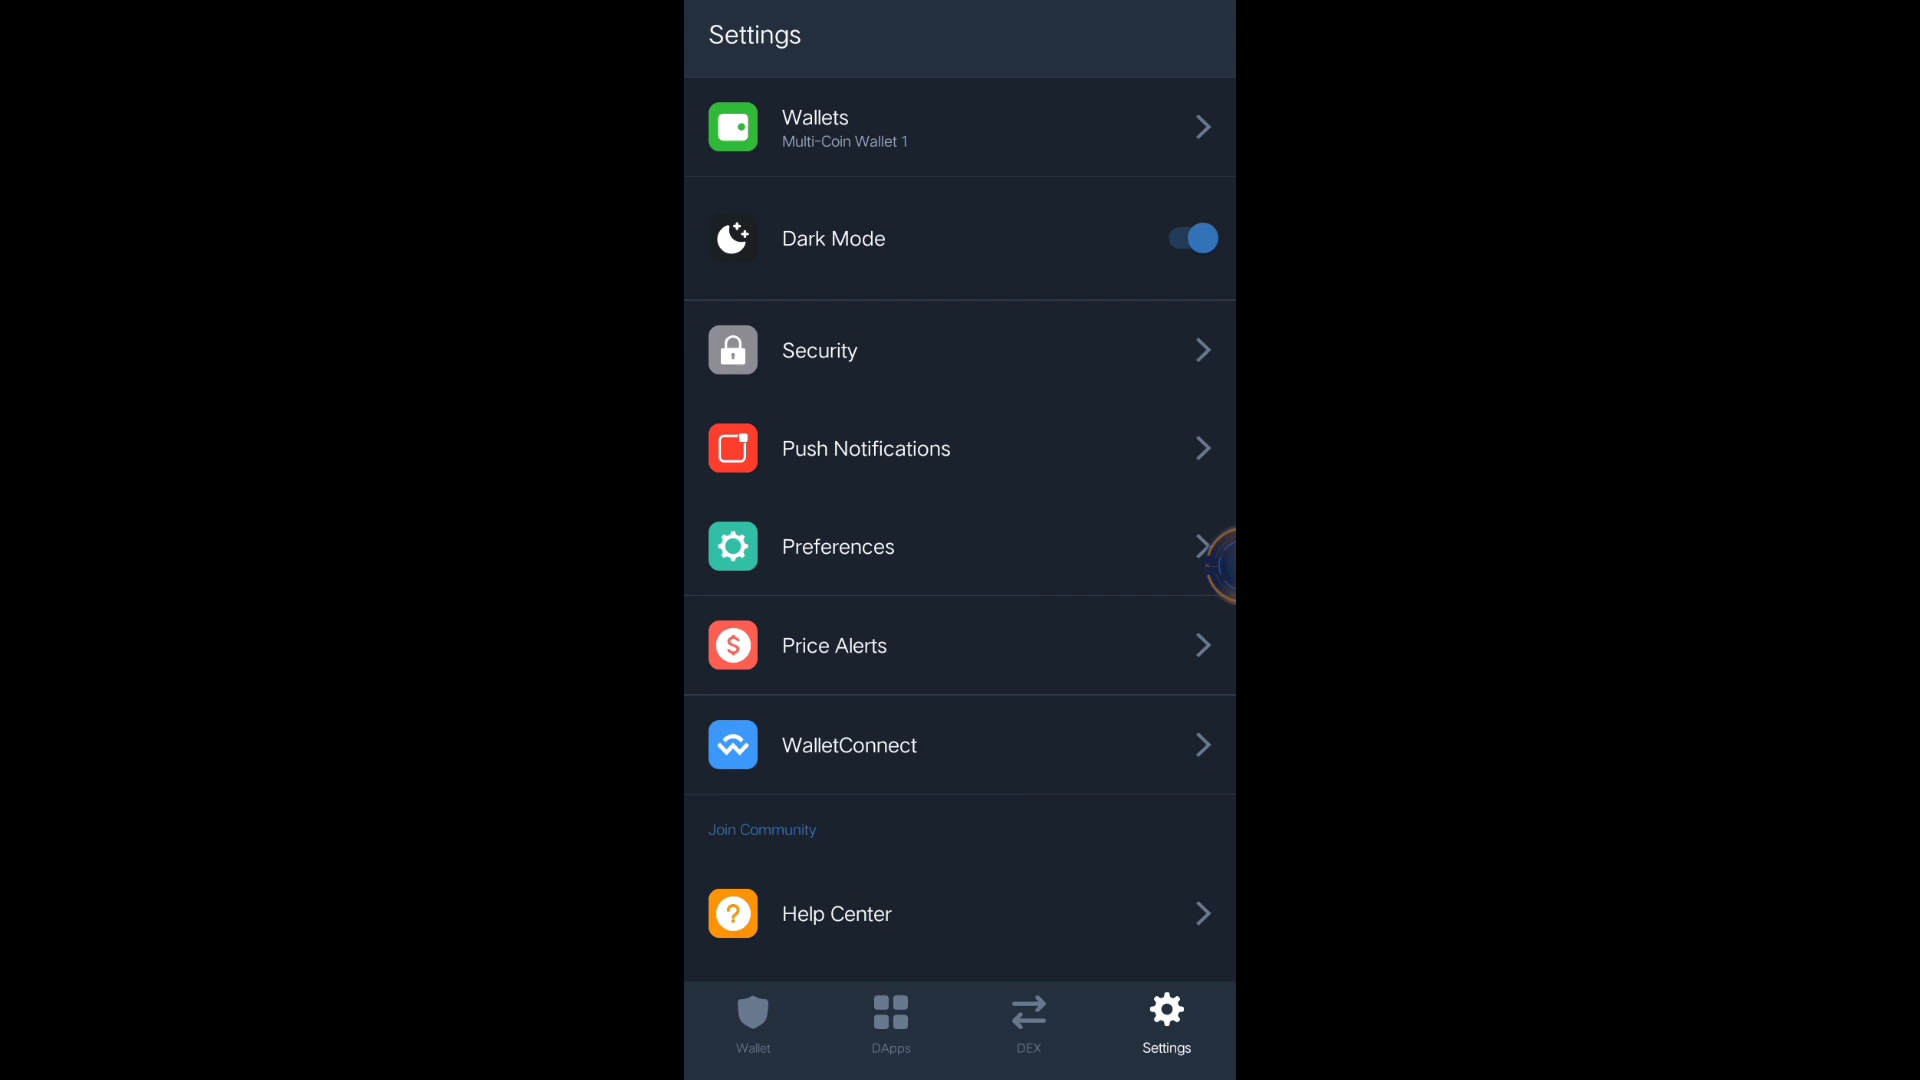 Settings
Wallets
Multi-Coin Wallet 1
Dark Mode
Security
Push Notifications
Preferences
Price Alerts
WalletConnect
Join Community
Help Center
Wallet
DApps
DEX
Settings